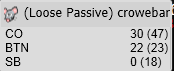 (Loose Passive) crowebar
CO 30 (47)
BTN 22 (23)
SB 0 (18)